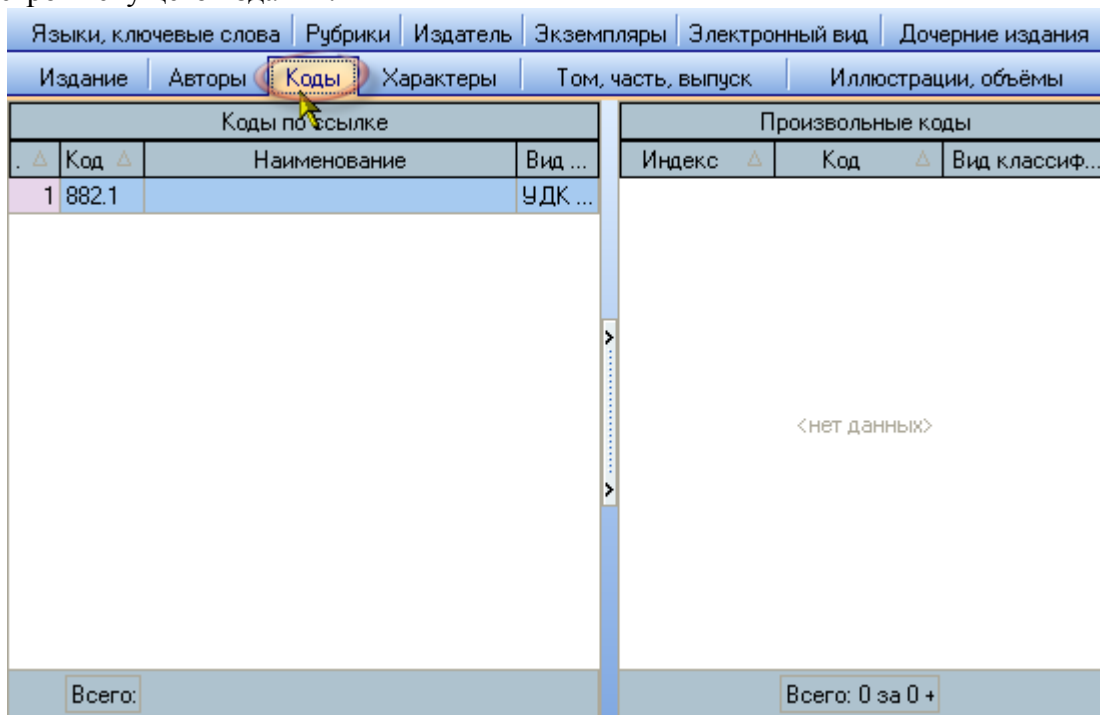 Языки, ключевые слова Рубрики Издатель Экземпляры Электронный вид Дочерние издания
Издание Авторы Коды Характеры Том, часть, выпуск Иллюстрации, объёмы
Коды по ссылке Произвольные коды
. Код Наименование Вид ... Индекс Код Вид классиф...
1 882.1 УДК ...
<нет данных>
Всего: Всего: 0 за 0 +